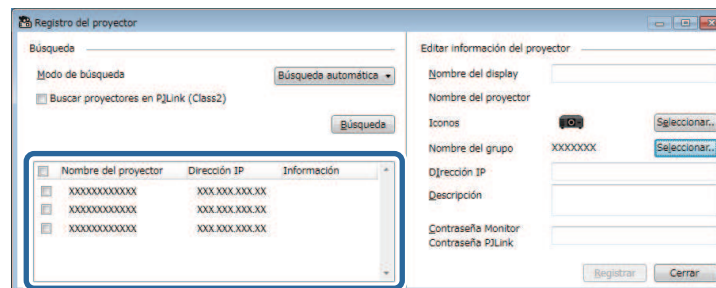 Registro del proyector
Búsqueda
Modo de búsqueda
Búsqueda automática
Buscar proyectores en PJLink (Class2)
Búsqueda
Nombre del proyector Dirección IP Información
XXXXXXXXXXXX XXX.XXX.XXX.XX
XXXXXXXXXXXX XXX.XXX.XXX.XX
XXXXXXXXXXXX XXX.XXX.XXX.XX
Editar información del proyector
Nombre del display
Nombre del proyector
Iconos Seleccionar...
Nombre del grupo XXXXXXX Seleccionar...
DIrección IP
Descripción
Contraseña Monitor
Contraseña PJLink
Registrar Cerrar